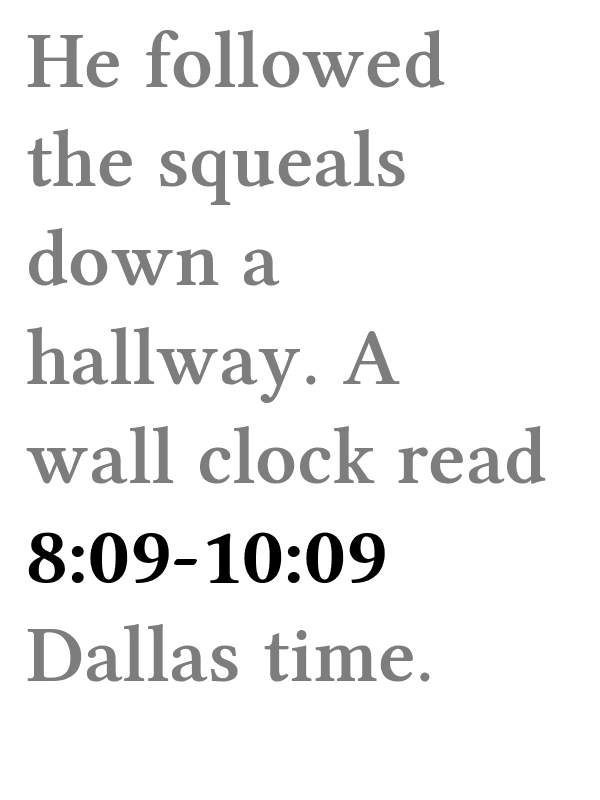 He followed
the squeals
down a
hallway. A
wall clock read
8:09-10:09
Dallas time.